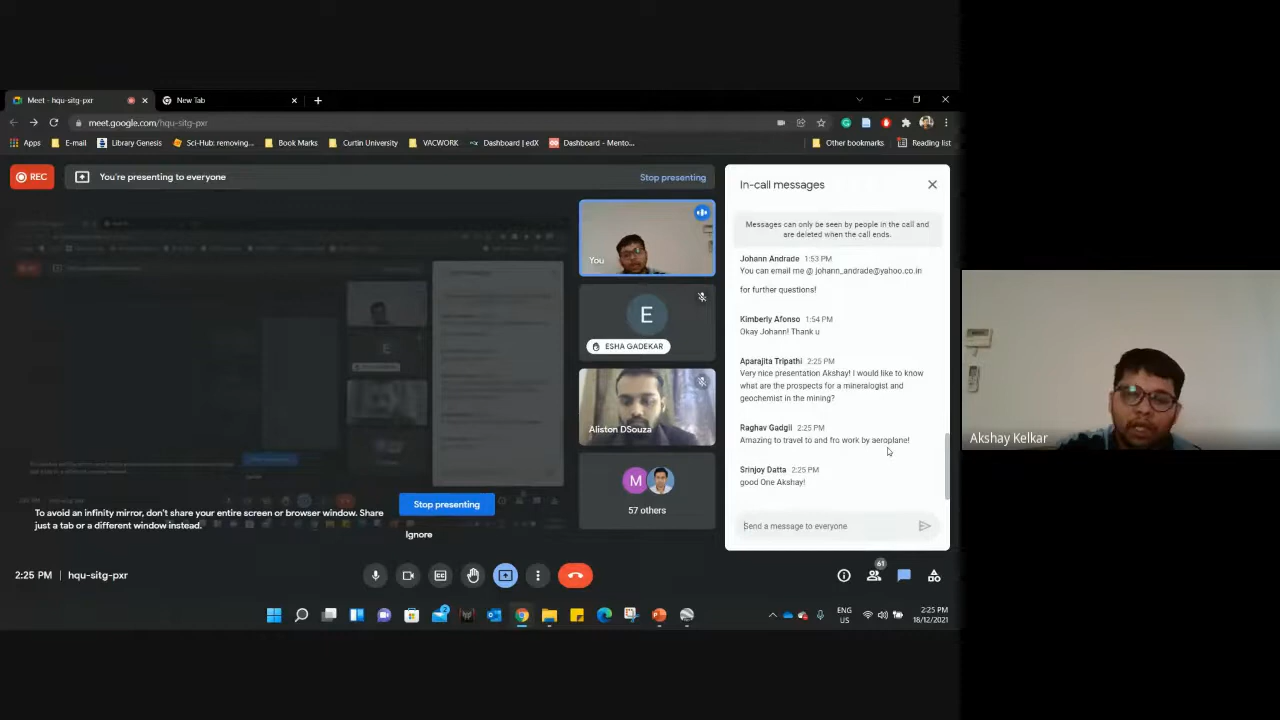 Meet - hqu-sitg-pxr
New Tab
meet.google.com/hqu-sitg-pxr
Apps
E-mail
Library Genesis
Sci-Hub: removing...
Book Marks
Curtin University
VACWORK
Dashboard | edX
Dashboard - Mento...
Other bookmarks
Reading list
REC
You're presenting to everyone
Stop presenting
You
E
ESHA GADEKAR
Aliston DSouza
M
57 others
To avoid an infinity mirror, don't share your entire screen or browser window. Share
just a tab or a different window instead.
Stop presenting
Ignore
In-call messages
Messages can only be seen by people in the call and
are deleted when the call ends.
Johann Andrade 1:53 PM
You can email me @ johann_andrade@yahoo.co.in
for further questions!
Kimberly Afonso 1:54 PM
Okay Johann! Thank u
Aparajita Tripathi 2:25 PM
Very nice presentation Akshay! I would like to know
what are the prospects for a mineralogist and
geochemist in the mining?
Raghav Gadgil 2:25 PM
Amazing to travel to and fro work by aeroplane!
Srinjoy Datta 2:25 PM
good One Akshay!
Send a message to everyone
Akshay Kelkar
2:25 PM | hqu-sitg-pxr
61
ENG
US
2:25 PM
18/12/2021